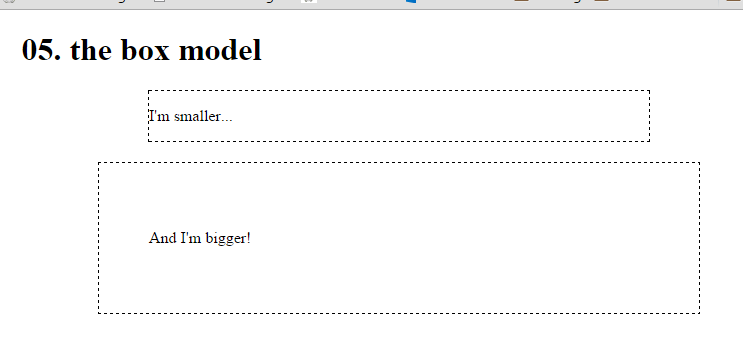 05. the box model
I'm smaller...
And I'm bigger!